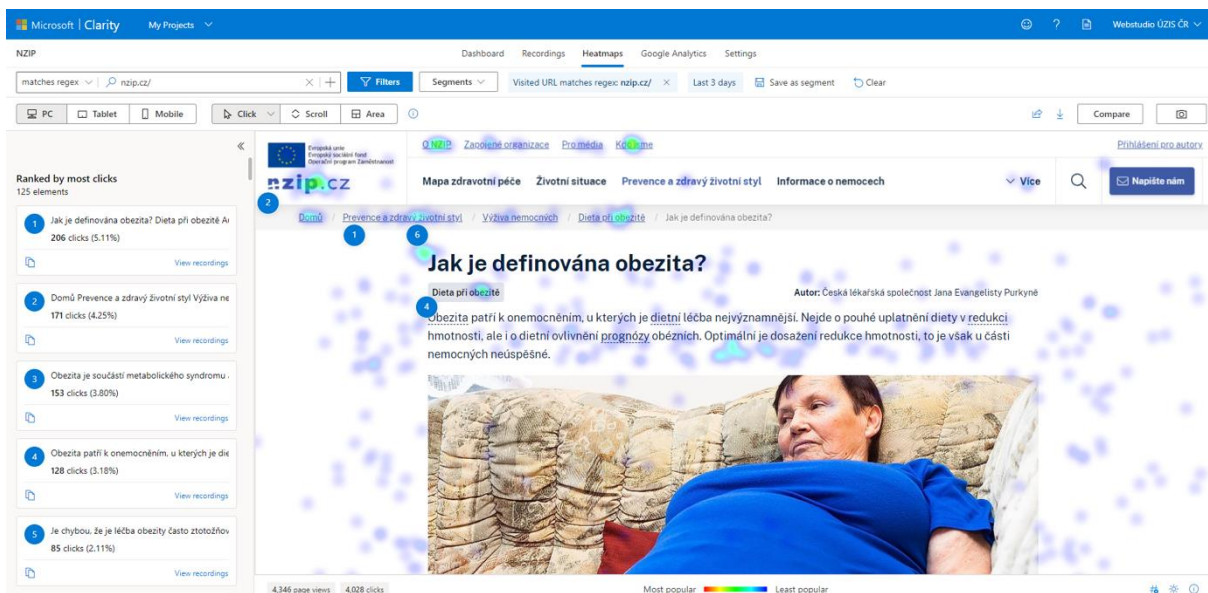 Microsoft | Clarity My Projects
? Webstudio ÚZIS ČR
NZIP Dashboard Recordings Heatmaps Google Analytics Settings
matches regex nzip.cz/ Filters Segments Visited URL matches regex: nzip.cz/ Last 3 days Save as segment Clear
PC Tablet Mobile Click Scroll Area Compare
Ranked by most clicks
125 elements
1 Jak je definována obezita? Dieta při obezitě
206 clicks (5.11%)
View recordings
2 Domů Prevence a zdravý životní styl Výživa ne
171 clicks (4.25%)
View recordings
3 Obezita je součástí metabolického syndromu
153 clicks (3.80%)
View recordings
4 Obezita patří k onemocněním, u kterých je die
128 clicks (3.18%)
View recordings
5 Je chybou, že je léčba obezity často ztotožňov
85 clicks (2.11%)
View recordings
Evropská unie
Evropský sociální fond
Operační program Zaměstnanost
O NZIP Zapojené organizace Pro média Kdo jsme Přihlášení pro autory
nzip.cz
Mapa zdravotní péče Životní situace Prevence a zdravý životní styl Informace o nemocech Více Napište nám
2
Domů / Prevence a zdravý životní styl / Výživa nemocných / Dieta při obezitě / Jak je definována obezita?
1 6
Jak je definována obezita?
Dieta při obezitě Autor: Česká lékařská společnost Jana Evangelisty Purkyně
4
Obezita patří k onemocněním, u kterých je dietní léčba nejvýznamnější. Nejde o pouhé uplatnění diety v redukci
hmotnosti, ale i o dietní ovlivnění prognózy obézních. Optimální je dosažení redukce hmotnosti, to je však u části
nemocných neúspěšné.
4,346 page views 4,028 clicks Most popular Least popular